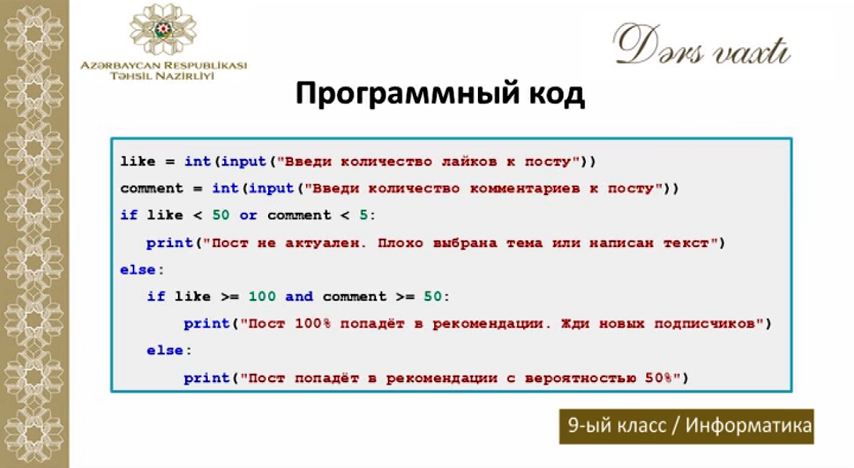 AZƏRBAYCAN RESPUBLİKASI
TƏHSİL NAZİRLİYİ
Dərs vaxtı
Программный код
like = int(input("Введи количество лайков к посту"))
comment = int(input("Введи количество комментариев к посту"))
if like < 50 or comment < 5:
print("Пост не актуален. Плохо выбрана тема или написан текст")
else:
if like >= 100 and comment >= 50:
print("Пост 100% попадёт в рекомендации. Жди новых подписчиков")
else:
print("Пост попадёт в рекомендации с вероятностью 50%")
9-ый класс / Информатика